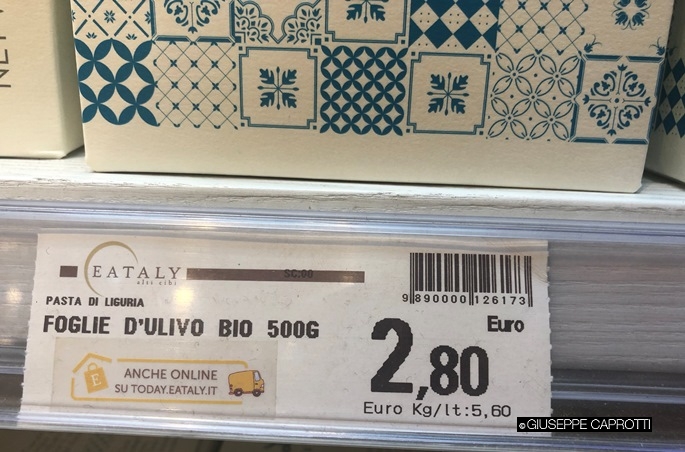 EATALY
alti cibi
SC.00
PASTA DI LIGURIA
FOGLIE D'ULIVO BIO 500G
9 890000 126173
Euro
2,80
Euro Kg/lt:5,60
ANCHE ONLINE
SU TODAY.EATALY.IT
E
©GIUSEPPE CAPROTTI